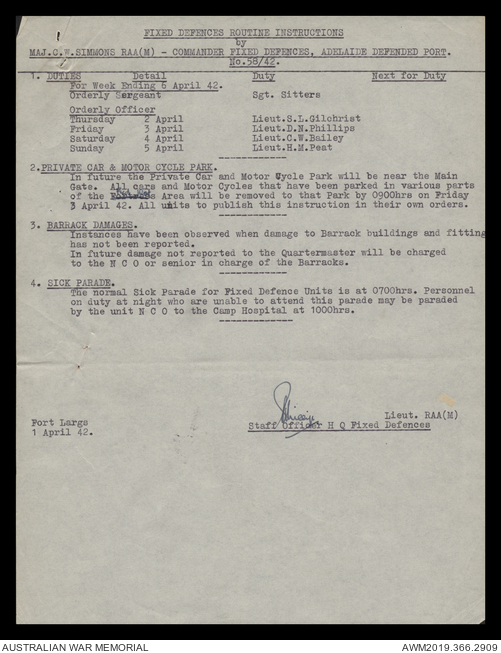 FIXED DEFENCES ROUTINE INSTRUCTIONS
by
MAJ.C.W.SIMMONS RAA(M) - COMMANDER FIXED DEFENCES, ADELAIDE DEFENDED PORT.
No.58/42.
1. DUTIES Detail Duty Next for Duty
For Week Ending 6 April 42.
Orderly Sergeant Sgt. Sitters
Orderly Officer
Thursday 2 April Lieut.S.L.Gilchrist
Friday 3 April Lieut.D.N.Phillips
Saturday 4 April Lieut.C.W.Bailey
Sunday 5 April Lieut.H.M.Peat
2.PRIVATE CAR & MOTOR CYCLE PARK.
In future the Private Car and Motor Cycle Park will be near the Main
Gate. All cars and Motor Cycles that have been parked in various parts
of the Area will be removed to that Park by 0900hrs on Friday
3 April 42. All units to publish this instruction in their own orders.
3. BARRACK DAMAGES.
Instances have been observed when damage to Barrack buildings and fitting
has not been reported.
In future damage not reported to the Quartermaster will be charged
to the N C O or senior in charge of the Barracks.
4. SICK PARADE.
The normal Sick Parade for Fixed Defence Units is at 0700hrs. Personnel
on duty at night who are unable to attend this parade may be paraded
by the unit N C O to the Camp Hospital at 1000hrs.
Lieut. RAA(M)
Fort Largs Staff Officer H Q Fixed Defences
1 April 42.
AUSTRALIAN WAR MEMORIAL AWM2019.366.2909